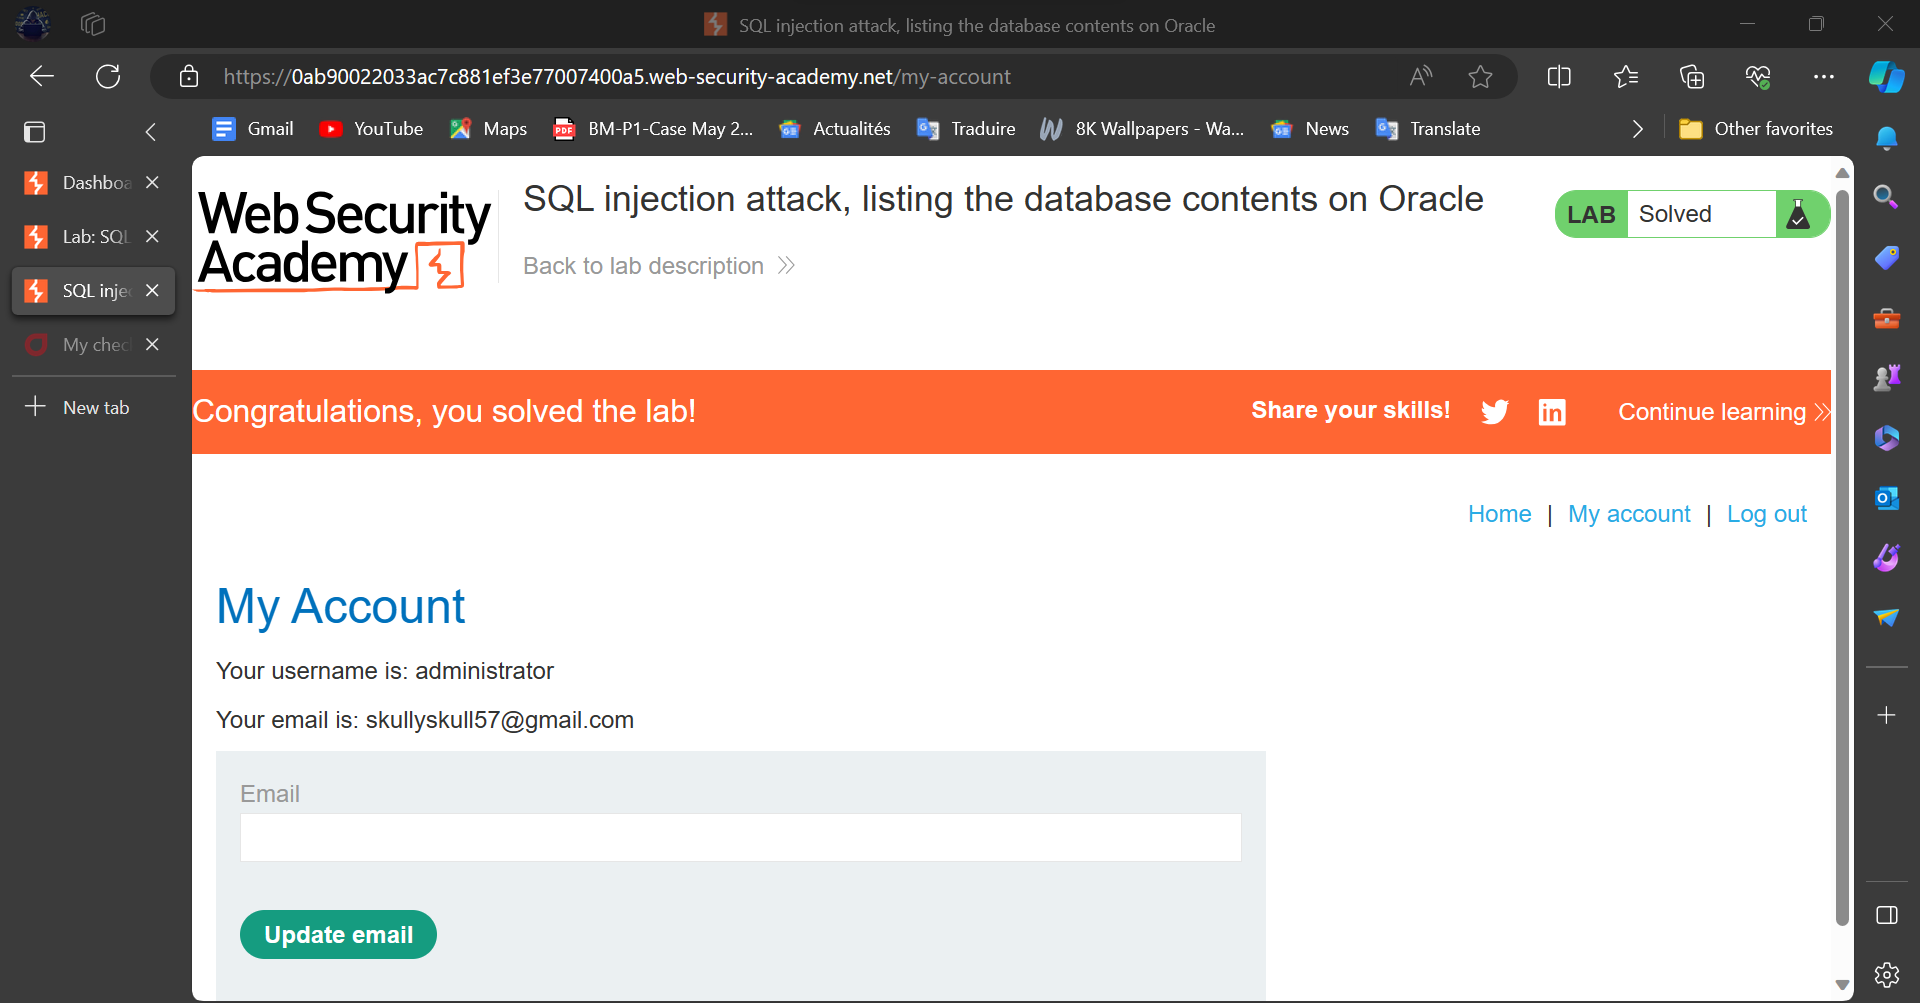 SQL injection attack, listing the database contents on Oracle
https://0ab90022033ac7c881ef3e77007400a5.web-security-academy.net/my-account
Gmail YouTube Maps BM-P1-Case May 2... Actualités Traduire 8K Wallpapers - Wa... News Translate Other favorites
Dashboa
Lab: SQL
SQL injec
My chec
New tab
Web Security
Academy
SQL injection attack, listing the database contents on Oracle
Back to lab description
LAB Solved
Congratulations, you solved the lab!
Share your skills!
Continue learning
Home | My account | Log out
My Account
Your username is: administrator
Your email is: skullyskull57@gmail.com
Email
Update email